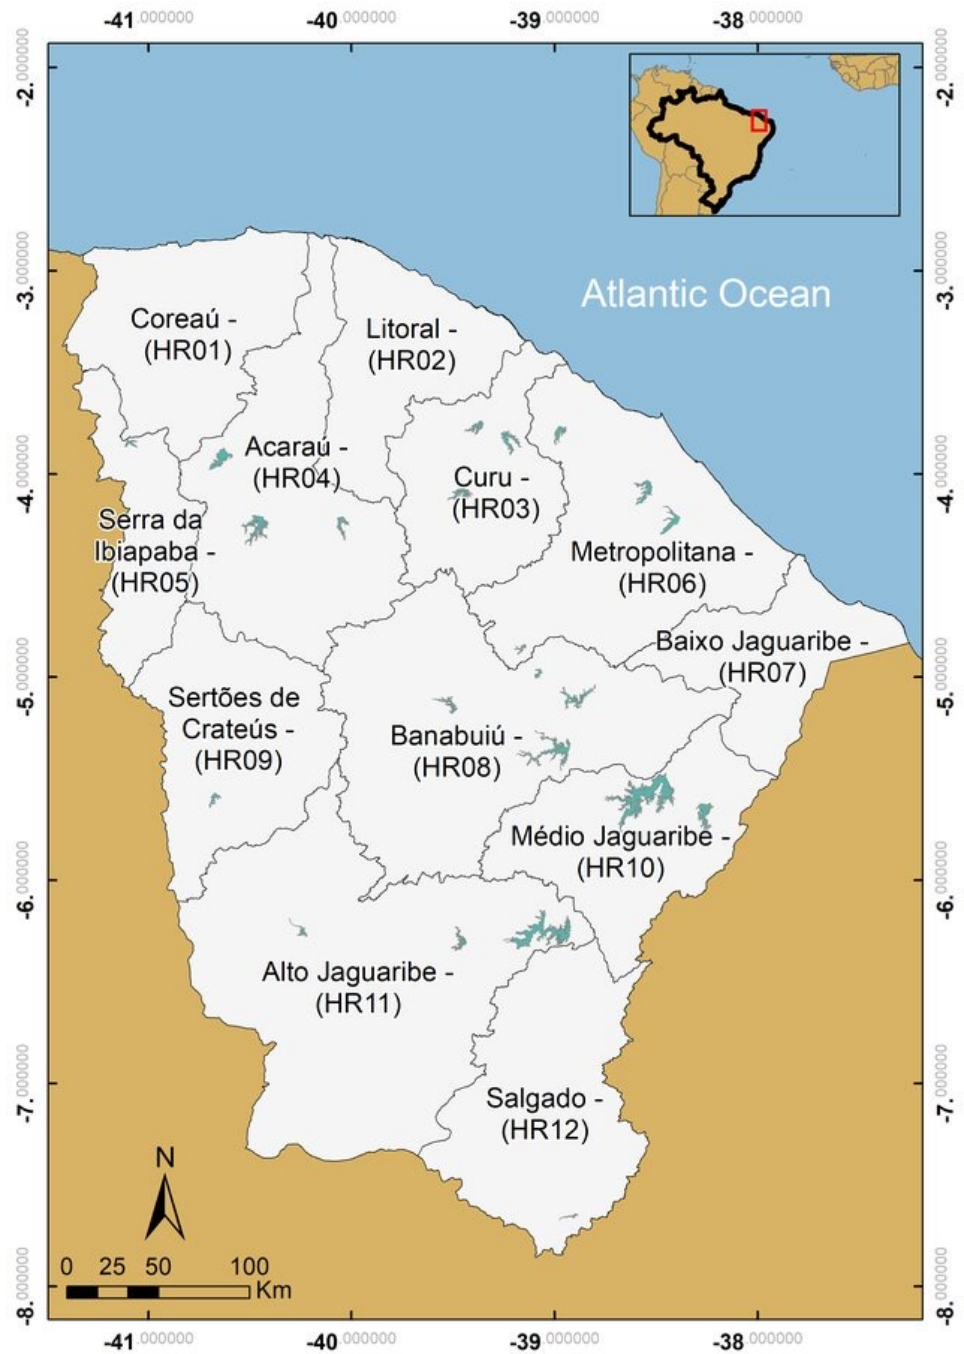 -41.000000 -40.000000 -39.000000 -38.000000
-2.000000
-2.000000
-3.000000
-3.000000
Atlantic Ocean
Coreaú -
(HR01)
Litoral -
(HR02)
Acaraú -
(HR04)
Curu -
(HR03)
-4.000000
-4.000000
Serra da
Ibiapaba -
(HR05)
Metropolitana -
(HR06)
Baixo Jaguaribe -
(HR07)
-5.000000
-5.000000
Sertões de
Crateús -
(HR09)
Banabuiú -
(HR08)
Médio Jaguaribe -
(HR10)
-6.000000
-6.000000
Alto Jaguaribe -
(HR11)
-7.000000
-7.000000
Salgado -
(HR12)
N
0 25 50 100
Km
-8.000000
-8.000000
-41.000000 -40.000000 -39.000000 -38.000000